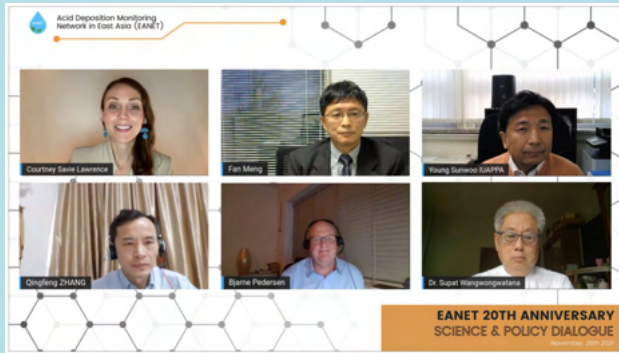 Acid Deposition Monitoring
Network in East Asia (EANET)
Courtney Savie Lawrence
Fan Meng
Young Sunwoo IUAPPA
Qingfeng ZHANG
Bjarne Pedersen
Dr. Supat Wangwongwatana
EANET 20TH ANNIVERSARY
SCIENCE & POLICY DIALOGUE